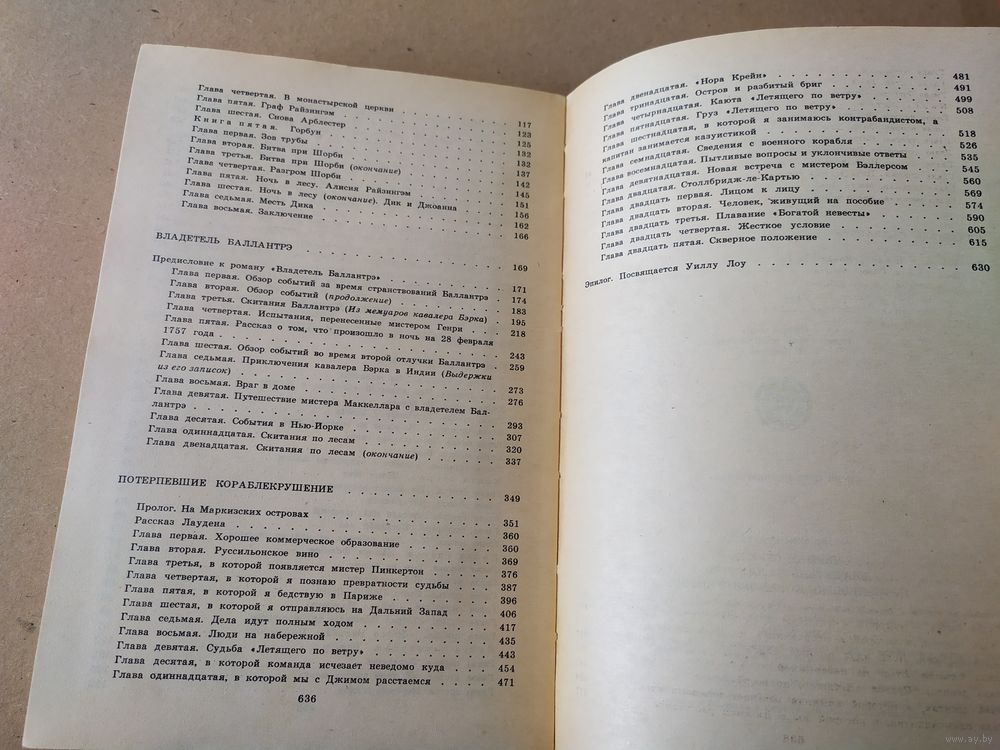 Глава четвертая. В монастырской церкви . . . . . 117
Глава пятая. Граф Райзингэм . . . . . 123
Глава шестая. Снова Арблестер . . . . . 125
Книга пятая. Горбун . . . . . 132
Глава первая. Зов трубы . . . . . 132
Глава вторая. Битва при Шорби . . . . . 137
Глава третья. Битва при Шорби (окончание) . . . . . 142
Глава четвертая. Разгром Шорби . . . . . 145
Глава пятая. Ночь в лесу. Алисия Райзингэм . . . . . 151
Глава шестая. Ночь в лесу (окончание). Дик и Джоанна . . 156
Глава седьмая. Месть Дика . . . . . 162
Глава восьмая. Заключение . . . . . 166
ВЛАДЕТЕЛЬ БАЛЛАНТРЭ . . . . . 169
Предисловие к роману «Владетель Баллантрэ» . . . . . 171
Глава первая. Обзор событий за время странствований Баллантрэ . 174
Глава вторая. Обзор событий (продолжение) . . . . . 183
Глава третья. Скитания Баллантрэ (Из мемуаров кавалера Бэрка) . 195
Глава четвертая. Испытания, перенесенные мистером Генри . . . 218
Глава пятая. Рассказ о том, что произошло в ночь на 28 февраля
1757 года . . . . . 243
Глава шестая. Обзор событий во время второй отлучки Баллантрэ . 259
Глава седьмая. Приключения кавалера Бэрка в Индии (Выдержки
из его записок) . . . . . 273
Глава восьмая. Враг в доме . . . . . 276
Глава девятая. Путешествие мистера Маккеллара с владетелем Бал-
лантрэ . . . . . 293
Глава десятая. События в Нью-Йорке . . . . . 307
Глава одиннадцатая. Скитания по лесам . . . . . 320
Глава двенадцатая. Скитания по лесам (окончание) . . . . . 337
ПОТЕРПЕВШИЕ КОРАБЛЕКРУШЕНИЕ . . . . . 349
Пролог. На Маркизских островах . . . . . 351
Рассказ Лаудена . . . . . 360
Глава первая. Хорошее коммерческое образование . . . . . 360
Глава вторая. Руссильонское вино . . . . . 369
Глава третья, в которой появляется мистер Пинкертон . . . . . 376
Глава четвертая, в которой я познаю превратности судьбы . . . 387
Глава пятая, в которой я бедствую в Париже . . . . . 396
Глава шестая, в которой я отправляюсь на Дальний Запад . . . 406
Глава седьмая. Дела идут полным ходом . . . . . 417
Глава восьмая. Люди на набережной . . . . . 435
Глава девятая. Судьба «Летящего по ветру» . . . . . 443
Глава десятая, в которой команда исчезает неведомо куда . . . 454
Глава одиннадцатая, в которой мы с Джимом расстаемся . . . . 471
636
Глава двенадцатая. «Нора Крейн» . . . . . 481
Глава тринадцатая. Остров и разбитый бриг . . . . . 491
Глава четырнадцатая. Каюта «Летящего по ветру» . . . . . 499
Глава пятнадцатая. Груз «Летящего по ветру» . . . . . 508
Глава шестнадцатая, в которой я занимаюсь контрабандистом, а
капитан занимается казуистикой . . . . . 518
Глава семнадцатая. Сведения с военного корабля . . . . . 526
Глава восемнадцатая. Пытливые вопросы и уклончивые ответы . . 535
Глава девятнадцатая. Новая встреча с мистером Бэллерсом . . . 545
Глава двадцатая. Столлбридж-ле-Картью . . . . . 560
Глава двадцать первая. Лицом к лицу . . . . . 569
Глава двадцать вторая. Человек, живущий на пособие . . . . . 574
Глава двадцать третья. Плавание «Богатой невесты» . . . . . 590
Глава двадцать четвертая. Жесткое условие . . . . . 605
Глава двадцать пятая. Скверное положение . . . . . 615
Эпилог. Посвящается Уиллу Лоу . . . . . 630
www.ay.by